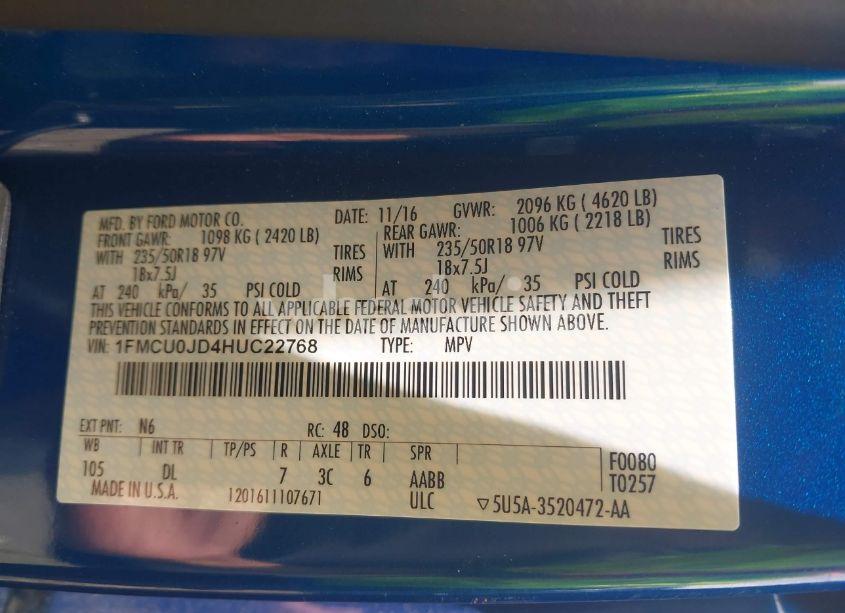 MFD. BY FORD MOTOR CO. DATE: 11/16 GVWR: 2096 KG ( 4620 LB)
FRONT GAWR: 1098 KG ( 2420 LB) REAR GAWR: 1006 KG ( 2218 LB)
WITH 235/50R18 97V TIRES WITH 235/50R18 97V TIRES
18x7.5J RIMS 18x7.5J RIMS
AT 240 kPa/ 35 PSI COLD AT 240 kPa/ 35 PSI COLD
THIS VEHICLE CONFORMS TO ALL APPLICABLE FEDERAL MOTOR VEHICLE SAFETY AND THEFT
PREVENTION STANDARDS IN EFFECT ON THE DATE OF MANUFACTURE SHOWN ABOVE.
VIN: 1FMCU0JD4HUC22768 TYPE: MPV
EXT PNT: N6 RC: 48 DSO:
WB INT TR TP/PS R AXLE TR SPR F0080
105 DL 7 3C 6 AABB T0257
MADE IN U.S.A. 1201611107671 ULC ▽5U5A-3520472-AA